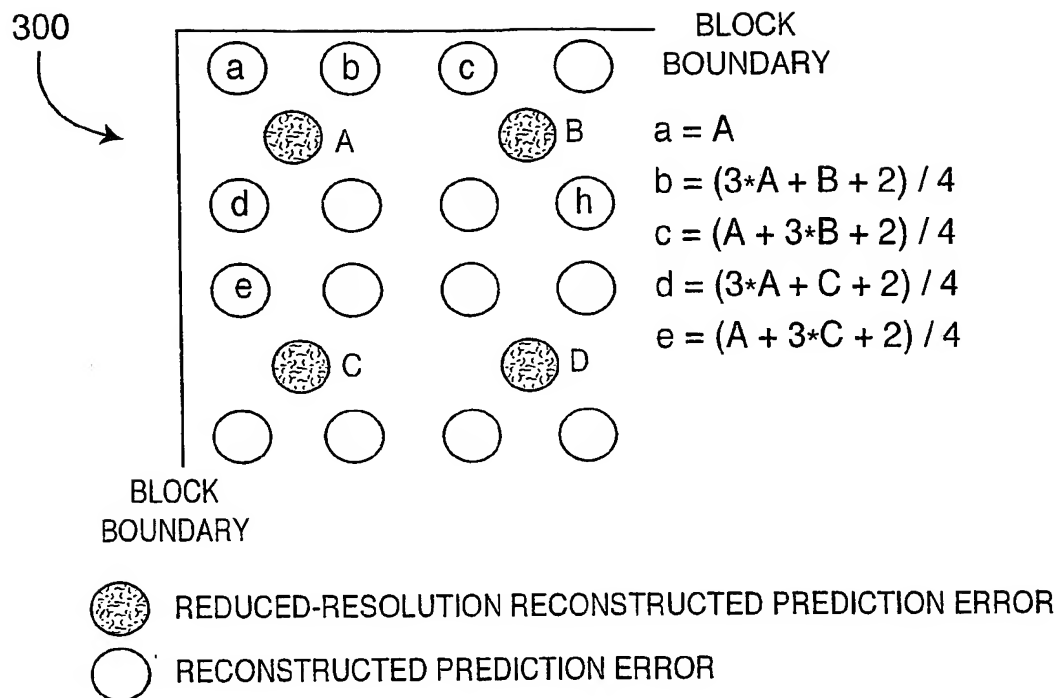 300
BLOCK
BOUNDARY
a b c
A B
a = A
b = (3*A + B + 2) / 4
d h
c = (A + 3*B + 2) / 4
e
d = (3*A + C + 2) / 4
e = (A + 3*C + 2) / 4
C D
BLOCK
BOUNDARY
REDUCED-RESOLUTION RECONSTRUCTED PREDICTION ERROR
RECONSTRUCTED PREDICTION ERROR